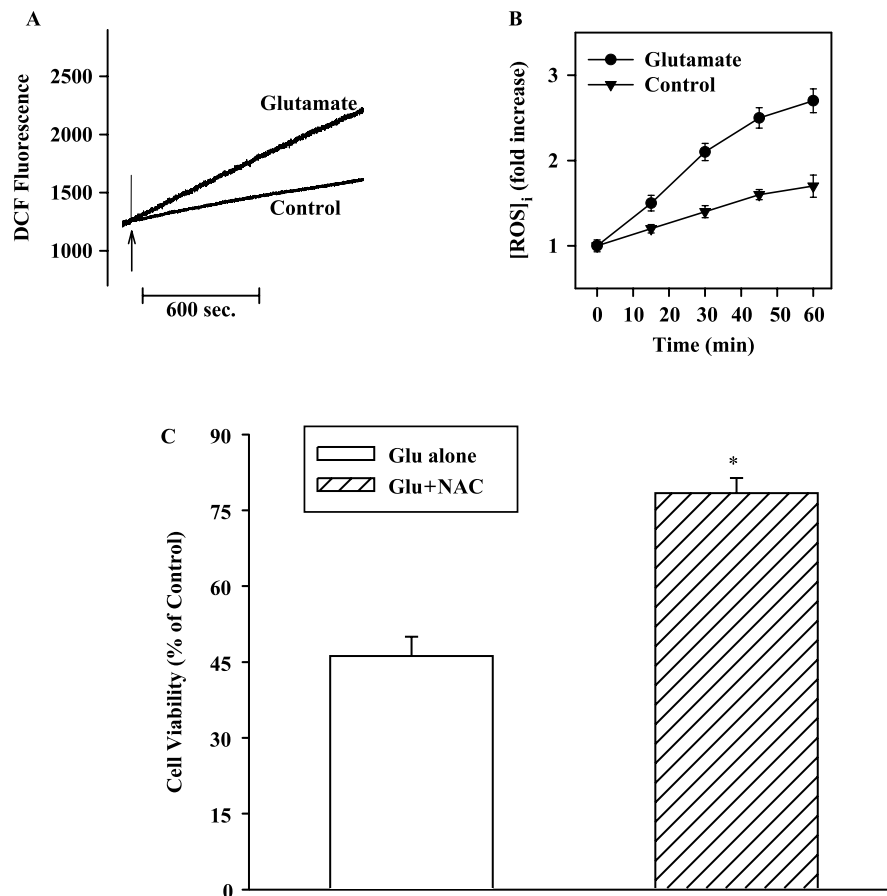 A
DCF Fluorescence
2500
2000
1500
1000
Glutamate
Control
600 sec.
B
[ROS]i (fold increase)
3
2
1
Glutamate
Control
0 10 20 30 40 50 60
Time (min)
C
Cell Viability (% of Control)
90
75
60
45
30
15
0
Glu alone
Glu+NAC
*